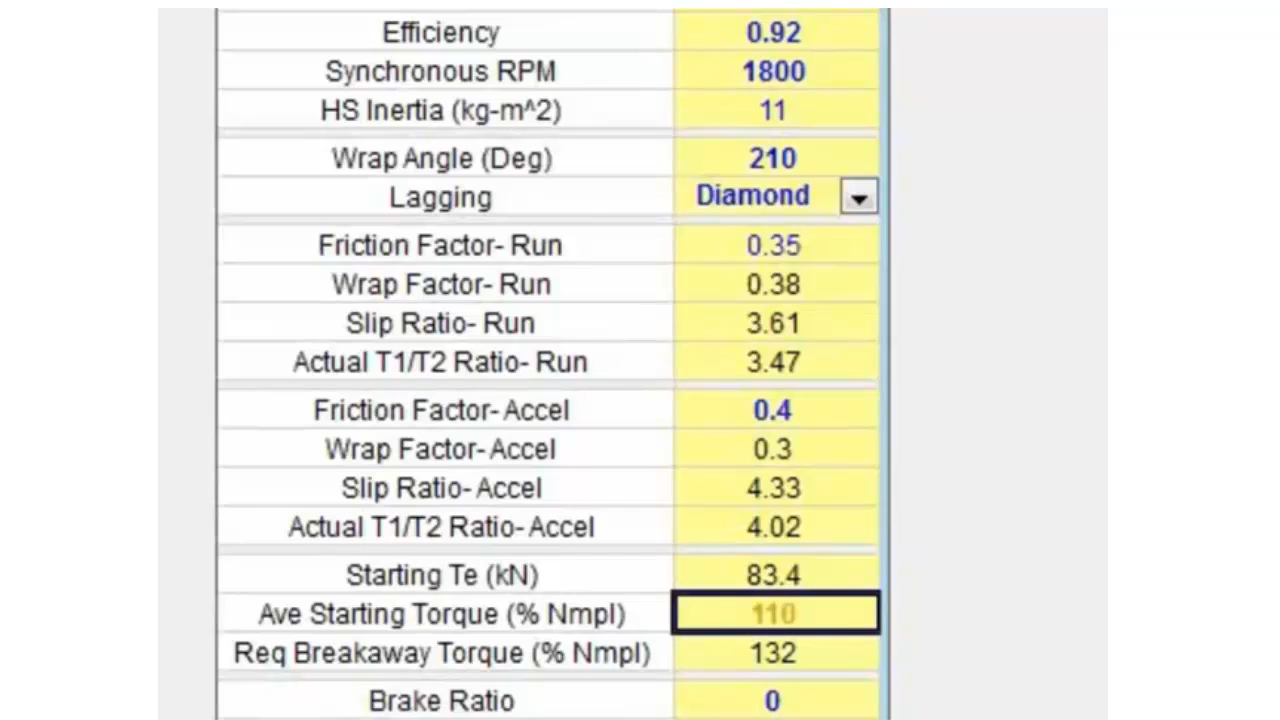 Efficiency 0.92
Synchronous RPM 1800
HS Inertia (kg-m^2) 11
Wrap Angle (Deg) 210
Lagging Diamond
Friction Factor- Run 0.35
Wrap Factor- Run 0.38
Slip Ratio- Run 3.61
Actual T1/T2 Ratio- Run 3.47
Friction Factor- Accel 0.4
Wrap Factor- Accel 0.3
Slip Ratio- Accel 4.33
Actual T1/T2 Ratio- Accel 4.02
Starting Te (kN) 83.4
Ave Starting Torque (% Nmpl) 110
Req Breakaway Torque (% Nmpl) 132
Brake Ratio 0